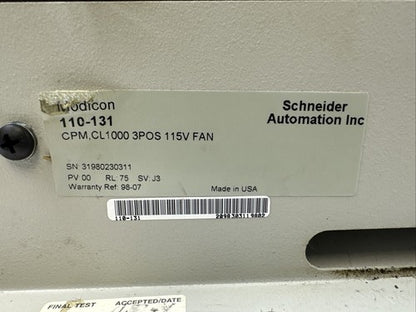 Modicon
Schneider
110-131
Automation Inc
CPM,CL1000 3POS 115V FAN
SN: 31980230311
PV: 00 RL: 75 SV: J3
Warranty Ref: 98-07
Made in USA
110-131
FINAL TEST ACCEPTED/DATE